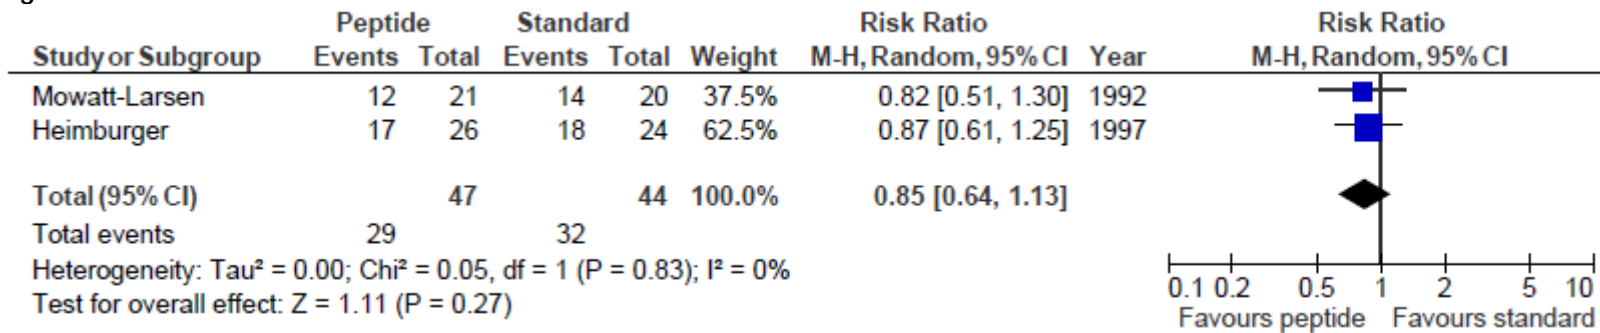 Peptide Standard Risk Ratio Risk Ratio
Study or Subgroup Events Total Events Total Weight M-H, Random, 95% CI Year M-H, Random, 95% CI
Mowatt-Larsen 12 21 14 20 37.5% 0.82 [0.51, 1.30] 1992
Heimburger 17 26 18 24 62.5% 0.87 [0.61, 1.25] 1997
Total (95% CI) 47 44 100.0% 0.85 [0.64, 1.13]
Total events 29 32
Heterogeneity: Tau² = 0.00; Chi² = 0.05, df = 1 (P = 0.83); I² = 0%
Test for overall effect: Z = 1.11 (P = 0.27)
0.1 0.2 0.5 1 2 5 10
Favours peptide Favours standard